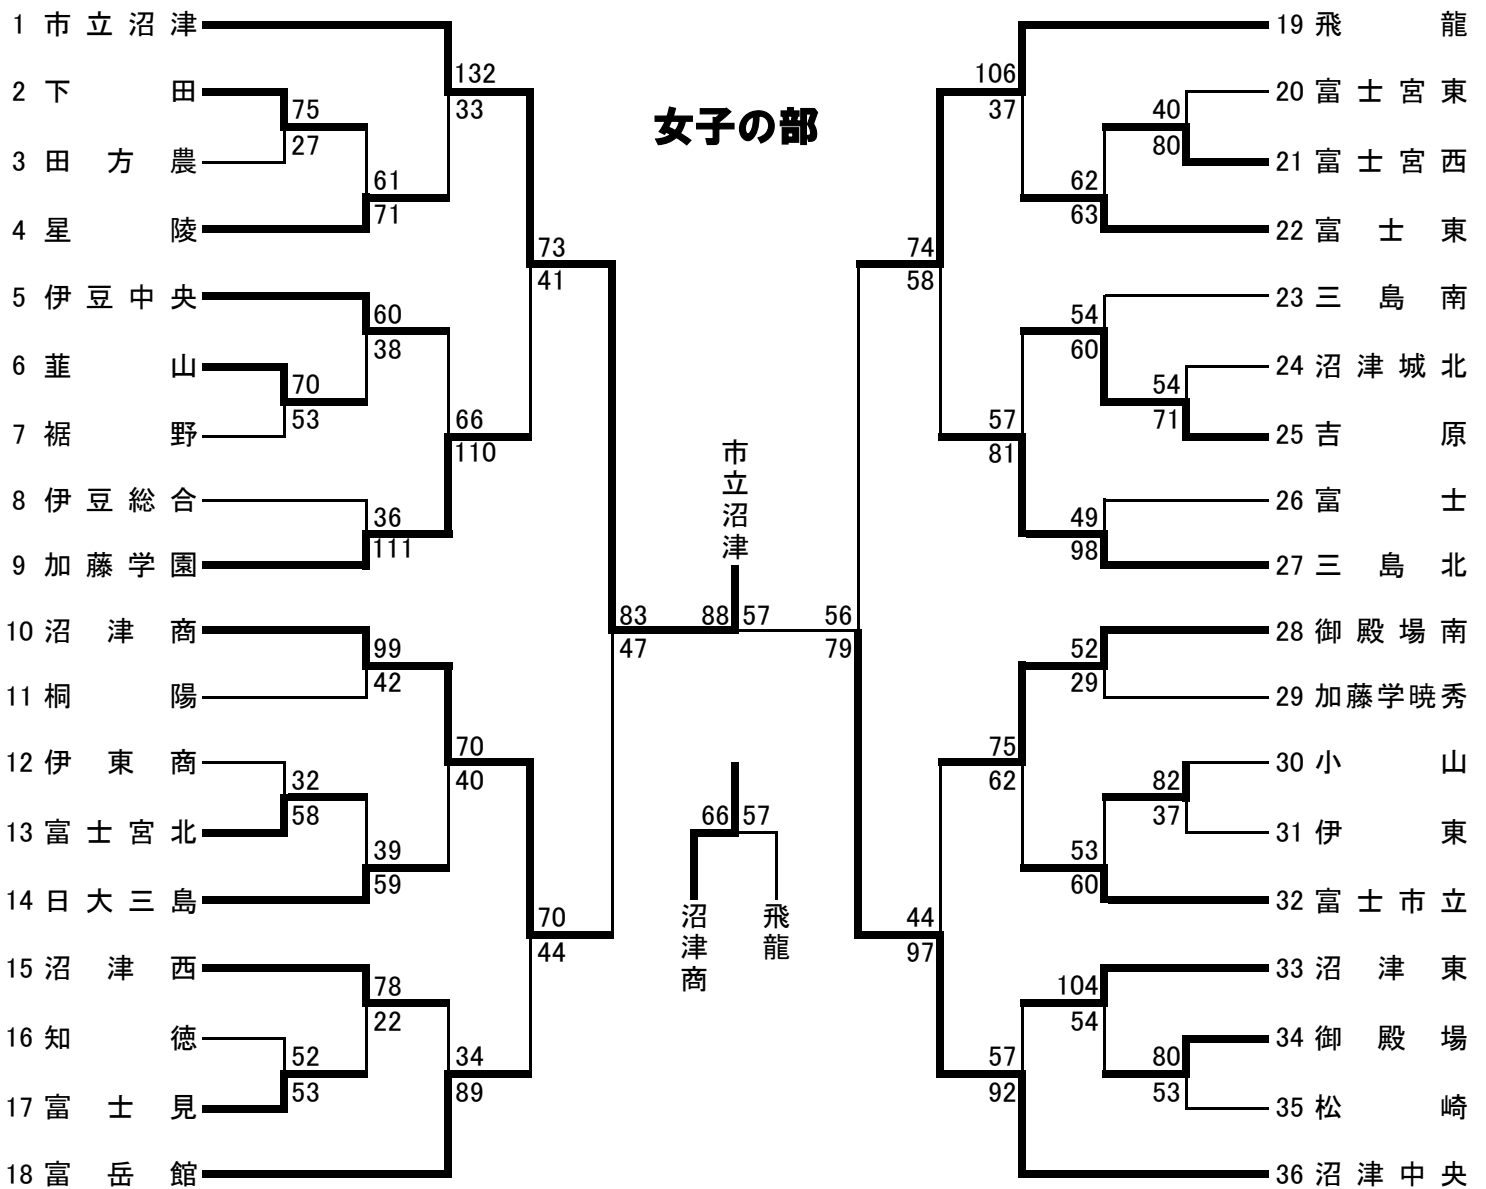 女子の部
1 市立沼津
2 下田
3 田方農
4 星陵
5 伊豆中央
6 韮山
7 裾野
8 伊豆総合
9 加藤学園
10 沼津商
11 桐陽
12 伊東商
13 富士宮北
14 日大三島
15 沼津西
16 知徳
17 富士見
18 富岳館
75
27
70
53
32
58
52
53
61
71
60
38
36
111
99
42
39
59
78
22
132
33
66
110
70
40
34
89
73
41
70
44
83
47
市立沼津
88 57
66 57
沼津商
飛龍
56
79
74
58
44
97
106
37
57
81
75
62
57
92
62
63
54
60
49
98
52
29
53
60
104
54
40
80
54
71
82
37
80
53
19 飛龍
20 富士宮東
21 富士宮西
22 富士東
23 三島南
24 沼津城北
25 吉原
26 富士
27 三島北
28 御殿場南
29 加藤学暁秀
30 小山
31 伊東
32 富士市立
33 沼津東
34 御殿場
35 松崎
36 沼津中央